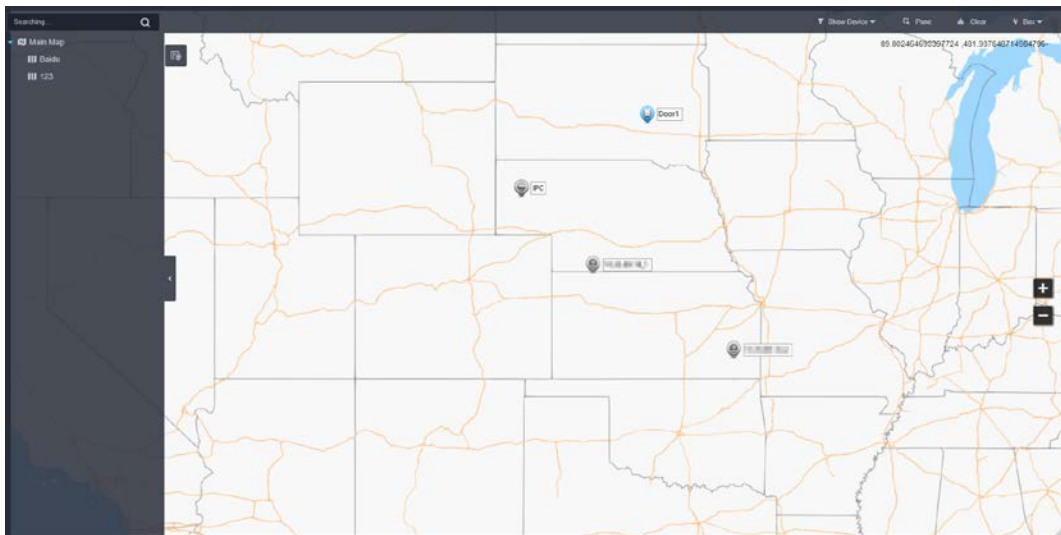 Searching...
Show Device
Pane
Clear
Box
Main Map
Baidu
123
Door1
IPC